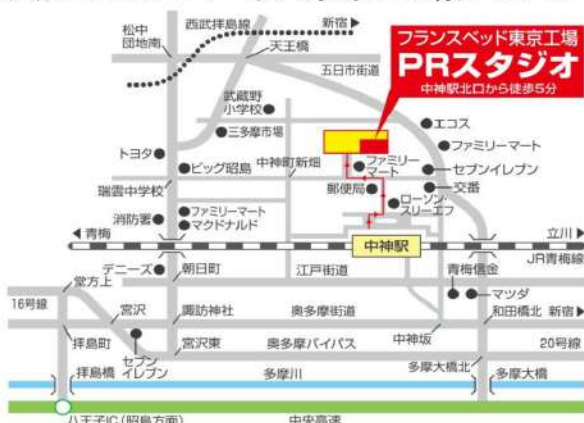 松中
団地南
西武拝島線
新宿▶
天王橋
五日市街道
フランスベッド東京工場
PRスタジオ
中神駅北口から徒歩5分
武蔵野
小学校
三多摩市場
エコス
ファミリーマート
トヨタ
ビッグ昭島
中神町新畑
ファミリー
マート
セブンイレブン
瑞雲中学校
郵便局
交番
消防署
ファミリーマート
マクドナルド
ローソン・
スリーエフ
◀青梅
中神駅
立川▶
JR青梅線
デニーズ
朝日町
江戸街道
青梅信金
マツダ
堂方上
16号線
宮沢
諏訪神社
奥多摩街道
和田橋北
新宿▶
中神坂
拝島町
セブン
イレブン
宮沢東
奥多摩バイパス
20号線
多摩大橋北
拝島橋
多摩川
多摩大橋
八王子IC(昭島方面)
中央高速